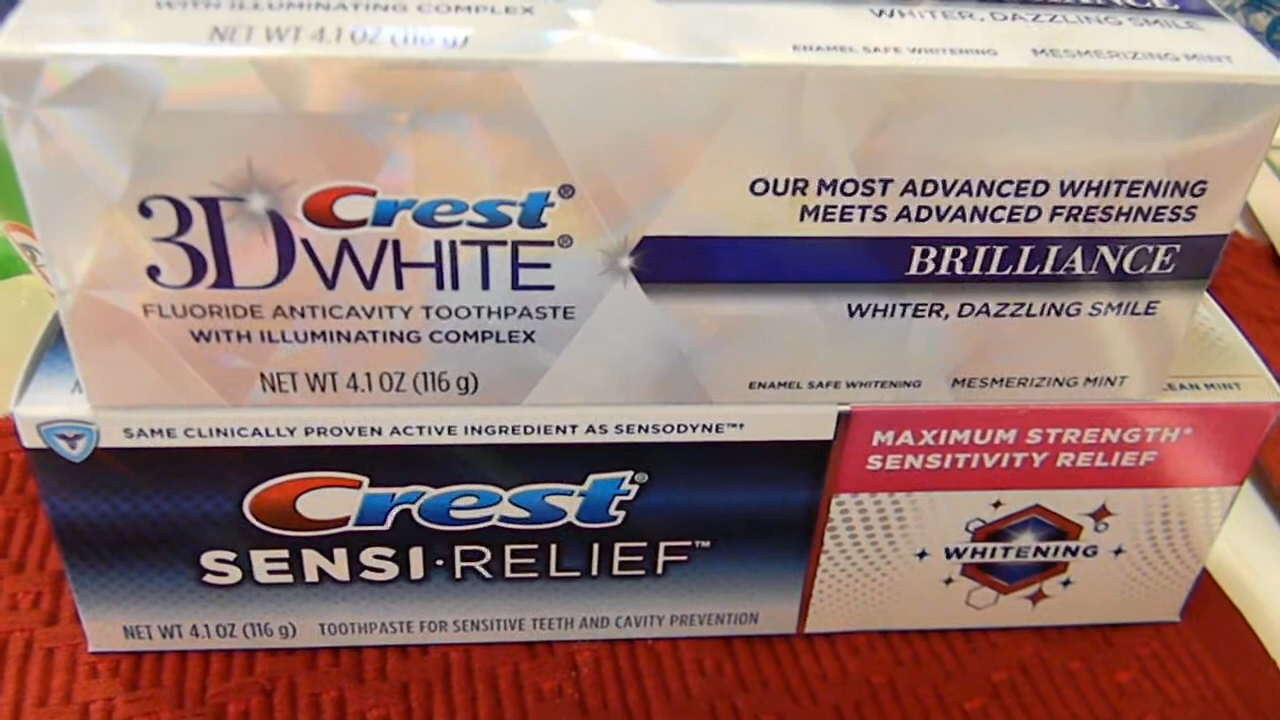 WITH ILLUMINATING COMPLEX
NET WT 4.1 OZ (116 g)
WHITER, DAZZLING SMILE
ENAMEL SAFE WHITENING MESMERIZING MINT
3D Crest®
WHITE®
FLUORIDE ANTICAVITY TOOTHPASTE
WITH ILLUMINATING COMPLEX
NET WT 4.1 OZ (116 g)
OUR MOST ADVANCED WHITENING
MEETS ADVANCED FRESHNESS
BRILLIANCE
WHITER, DAZZLING SMILE
ENAMEL SAFE WHITENING MESMERIZING MINT
MINT
SAME CLINICALLY PROVEN ACTIVE INGREDIENT AS SENSODYNE™†
Crest®
SENSI·RELIEF™
NET WT 4.1 OZ (116 g) TOOTHPASTE FOR SENSITIVE TEETH AND CAVITY PREVENTION
MAXIMUM STRENGTH*
SENSITIVITY RELIEF
WHITENING